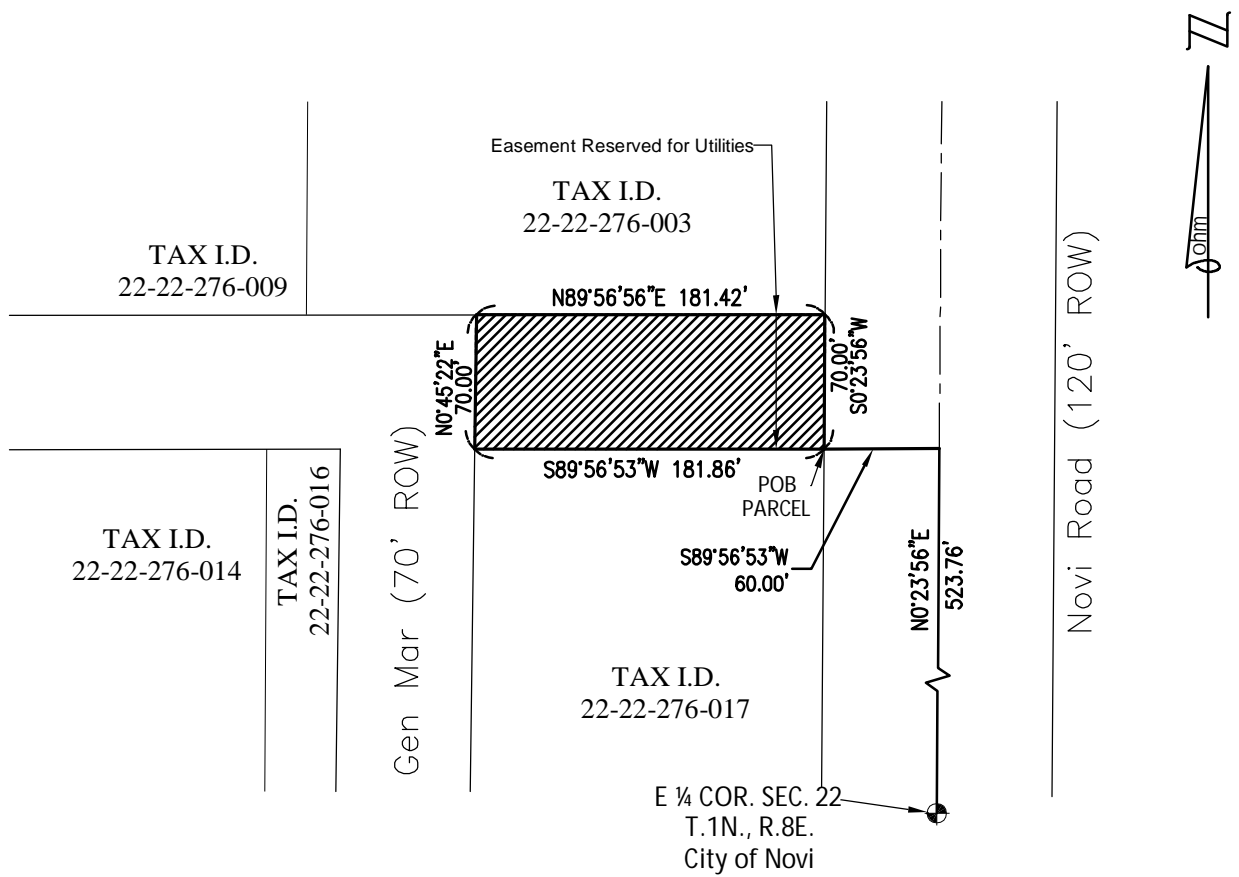 Easement Reserved for Utilities
TAX I.D.
22-22-276-003
TAX I.D.
22-22-276-009
N89°56'56"E 181.42'
N0°45'22"E
70.00'
70.00'
S0°23'56"W
S89°56'53"W 181.86'
POB
PARCEL
S89°56'53"W
60.00'
N0°23'56"E
523.76'
TAX I.D.
22-22-276-014
TAX I.D.
22-22-276-016
Gen Mar (70' ROW)
TAX I.D.
22-22-276-017
Novi Road (120' ROW)
E ¼ COR. SEC. 22
T.1N., R.8E.
City of Novi
N
ohm